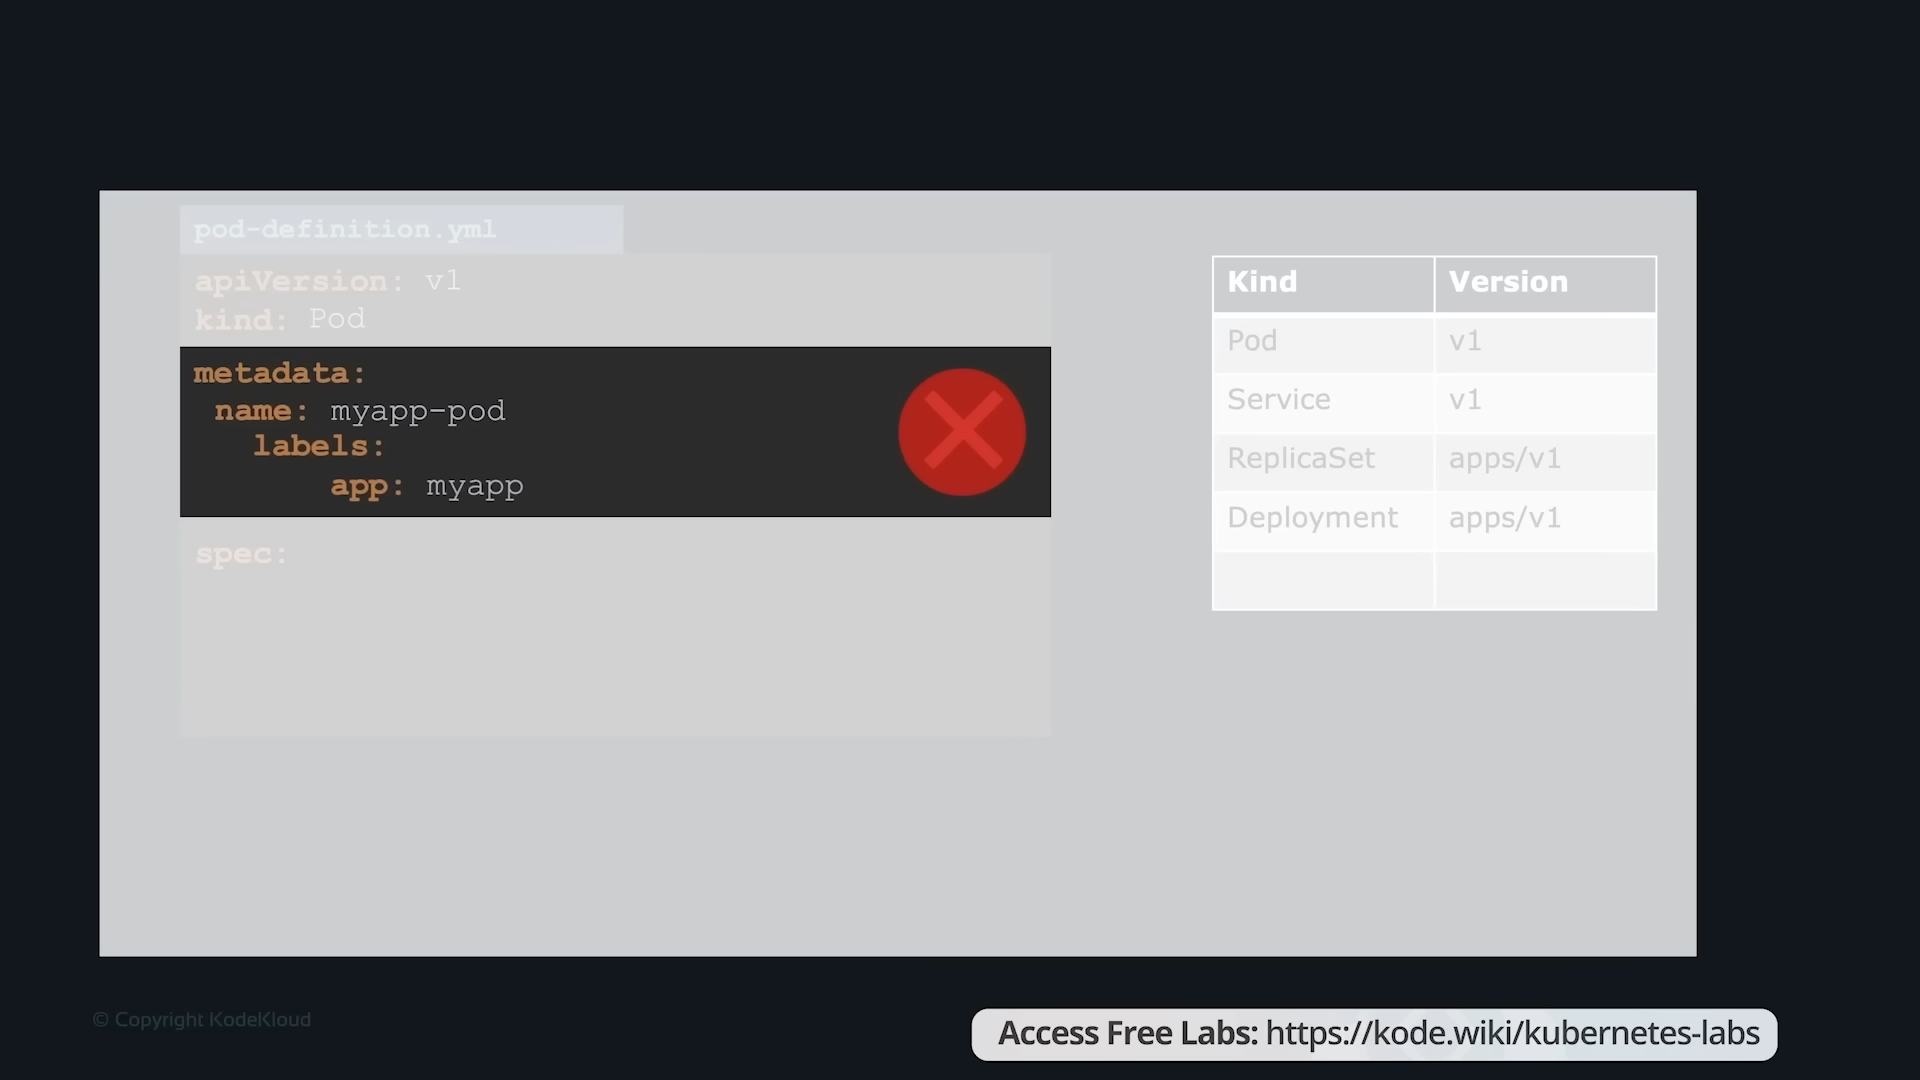 pod-definition.yml
apiVersion: v1
kind: Pod
metadata:
name: myapp-pod
labels:
app: myapp
spec:
Kind Version
Pod v1
Service v1
ReplicaSet apps/v1
Deployment apps/v1
© Copyright KodeKloud
Access Free Labs: https://kode.wiki/kubernetes-labs